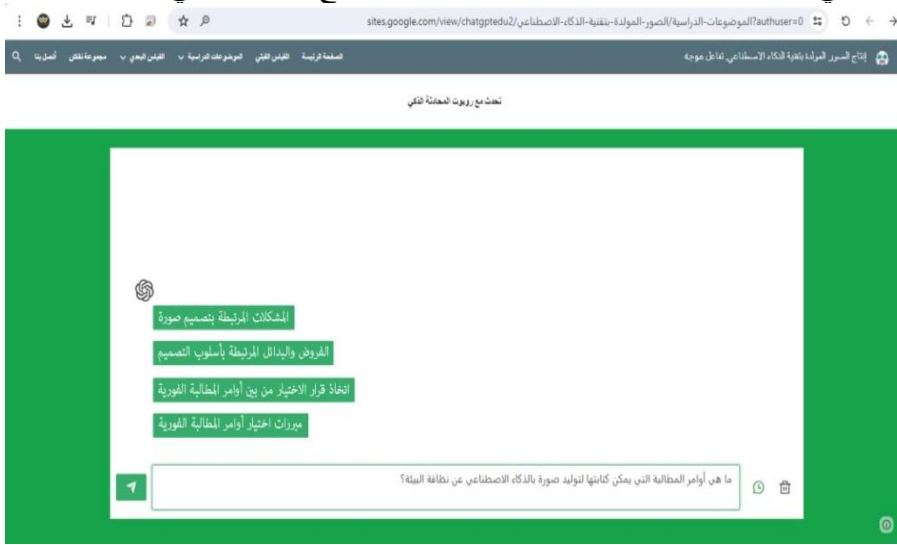 sites.google.com/view/chatgptedu2/الموضوعات-الدراسية/الصور-المولدة-بتقنية-الذكاء-الاصطناعي?authuser=0
إنتاج الصور المولدة بتقنية الذكاء الاصطناعي تفاعل موجه
الصفحة الرئيسة القياس القبلي الموضوعات الدراسية القياس البعدي مجموعة نقاش أتصل بنا
تحدث مع روبوت المحادثة الذكي
المشكلات المرتبطة بتصميم صورة
الفروض والبدائل المرتبطة بأسلوب التصميم
اتخاذ قرار الاختيار من بين أوامر المطالبة الفورية
مبررات اختيار أوامر المطالبة الفورية
ما هي أوامر المطالبة التي يمكن كتابتها لتوليد صورة بالذكاء الاصطناعي عن نظافة البيئة؟